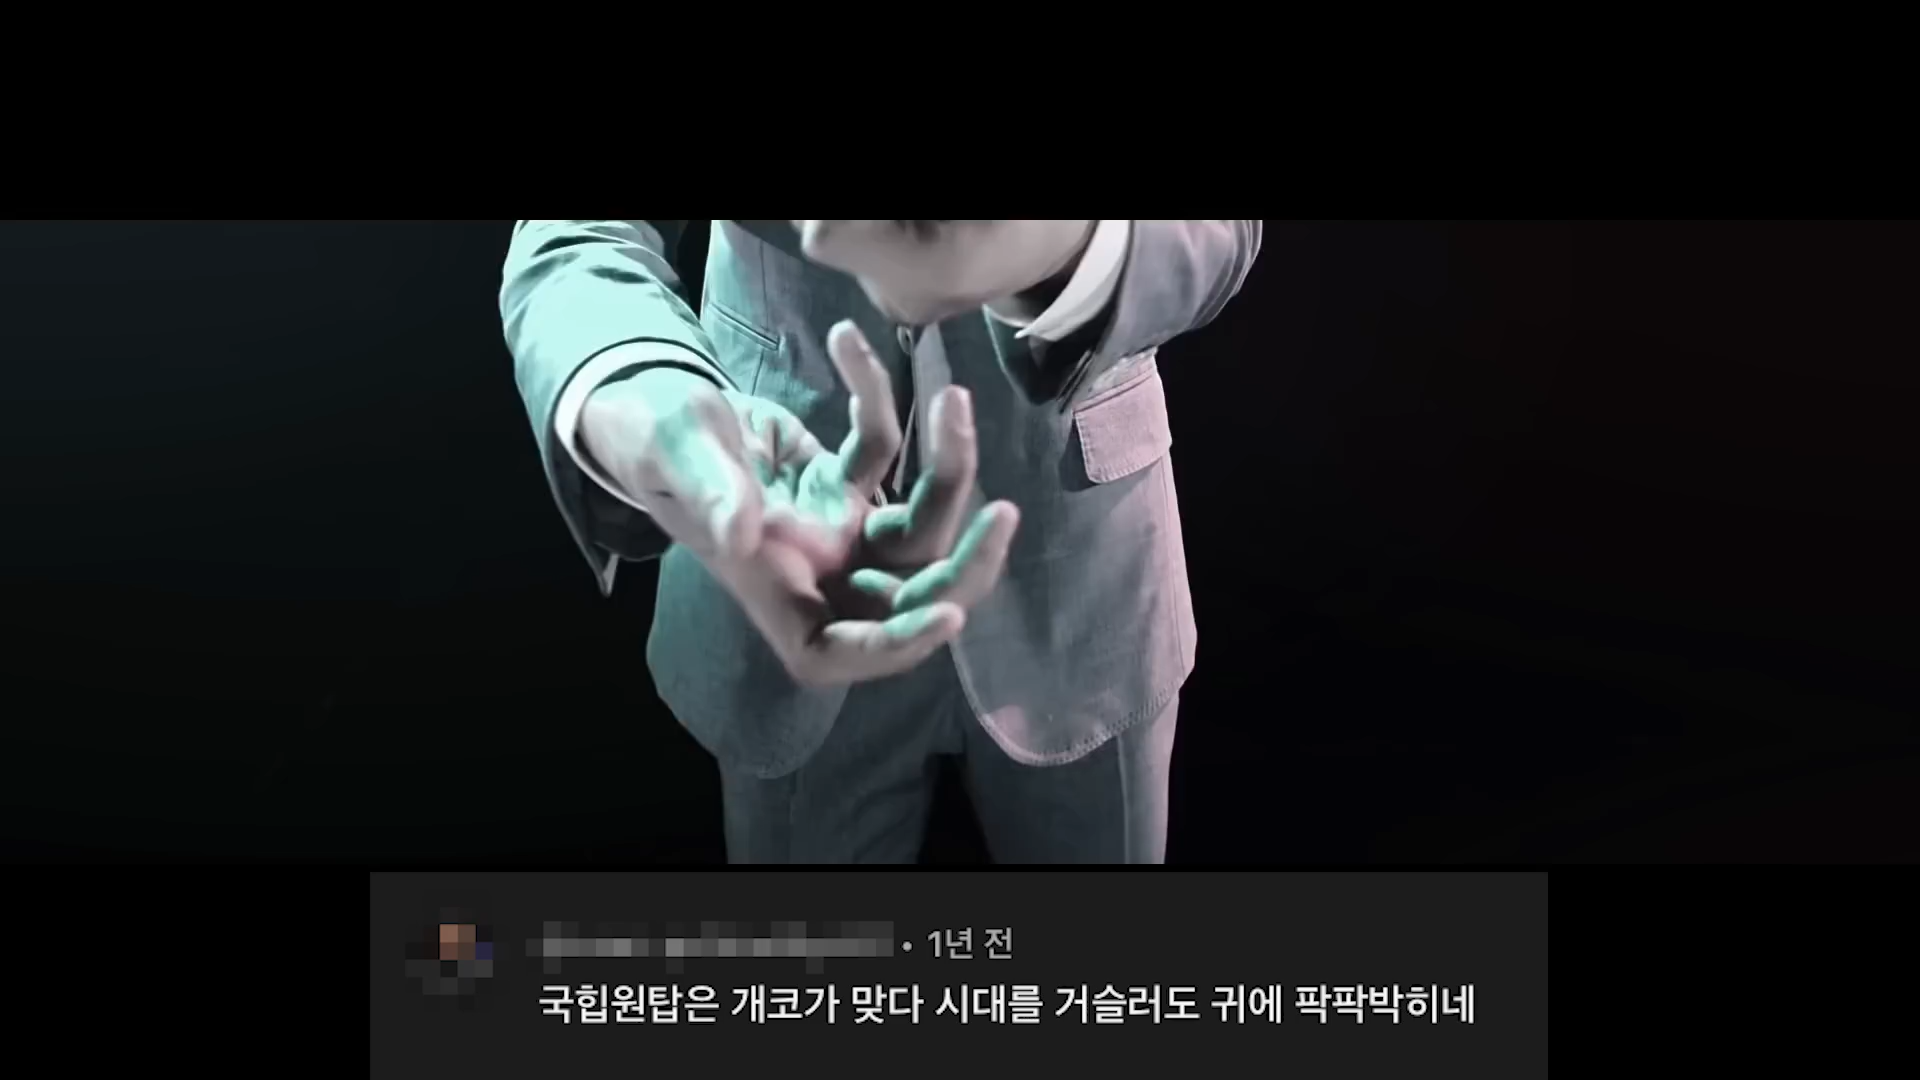 • 1년 전
국힙원탑은 개코가 맞다 시대를 거슬러도 귀에 팍팍박히네